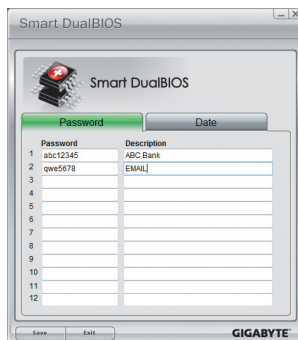 Smart DualBIOS
Smart DualBIOS
Password Date
Password Description
1 abc12345 ABC Bank
2 qwe5678 EMAIL
3
4
5
6
7
8
9
10
11
12
Save Exit GIGABYTE™